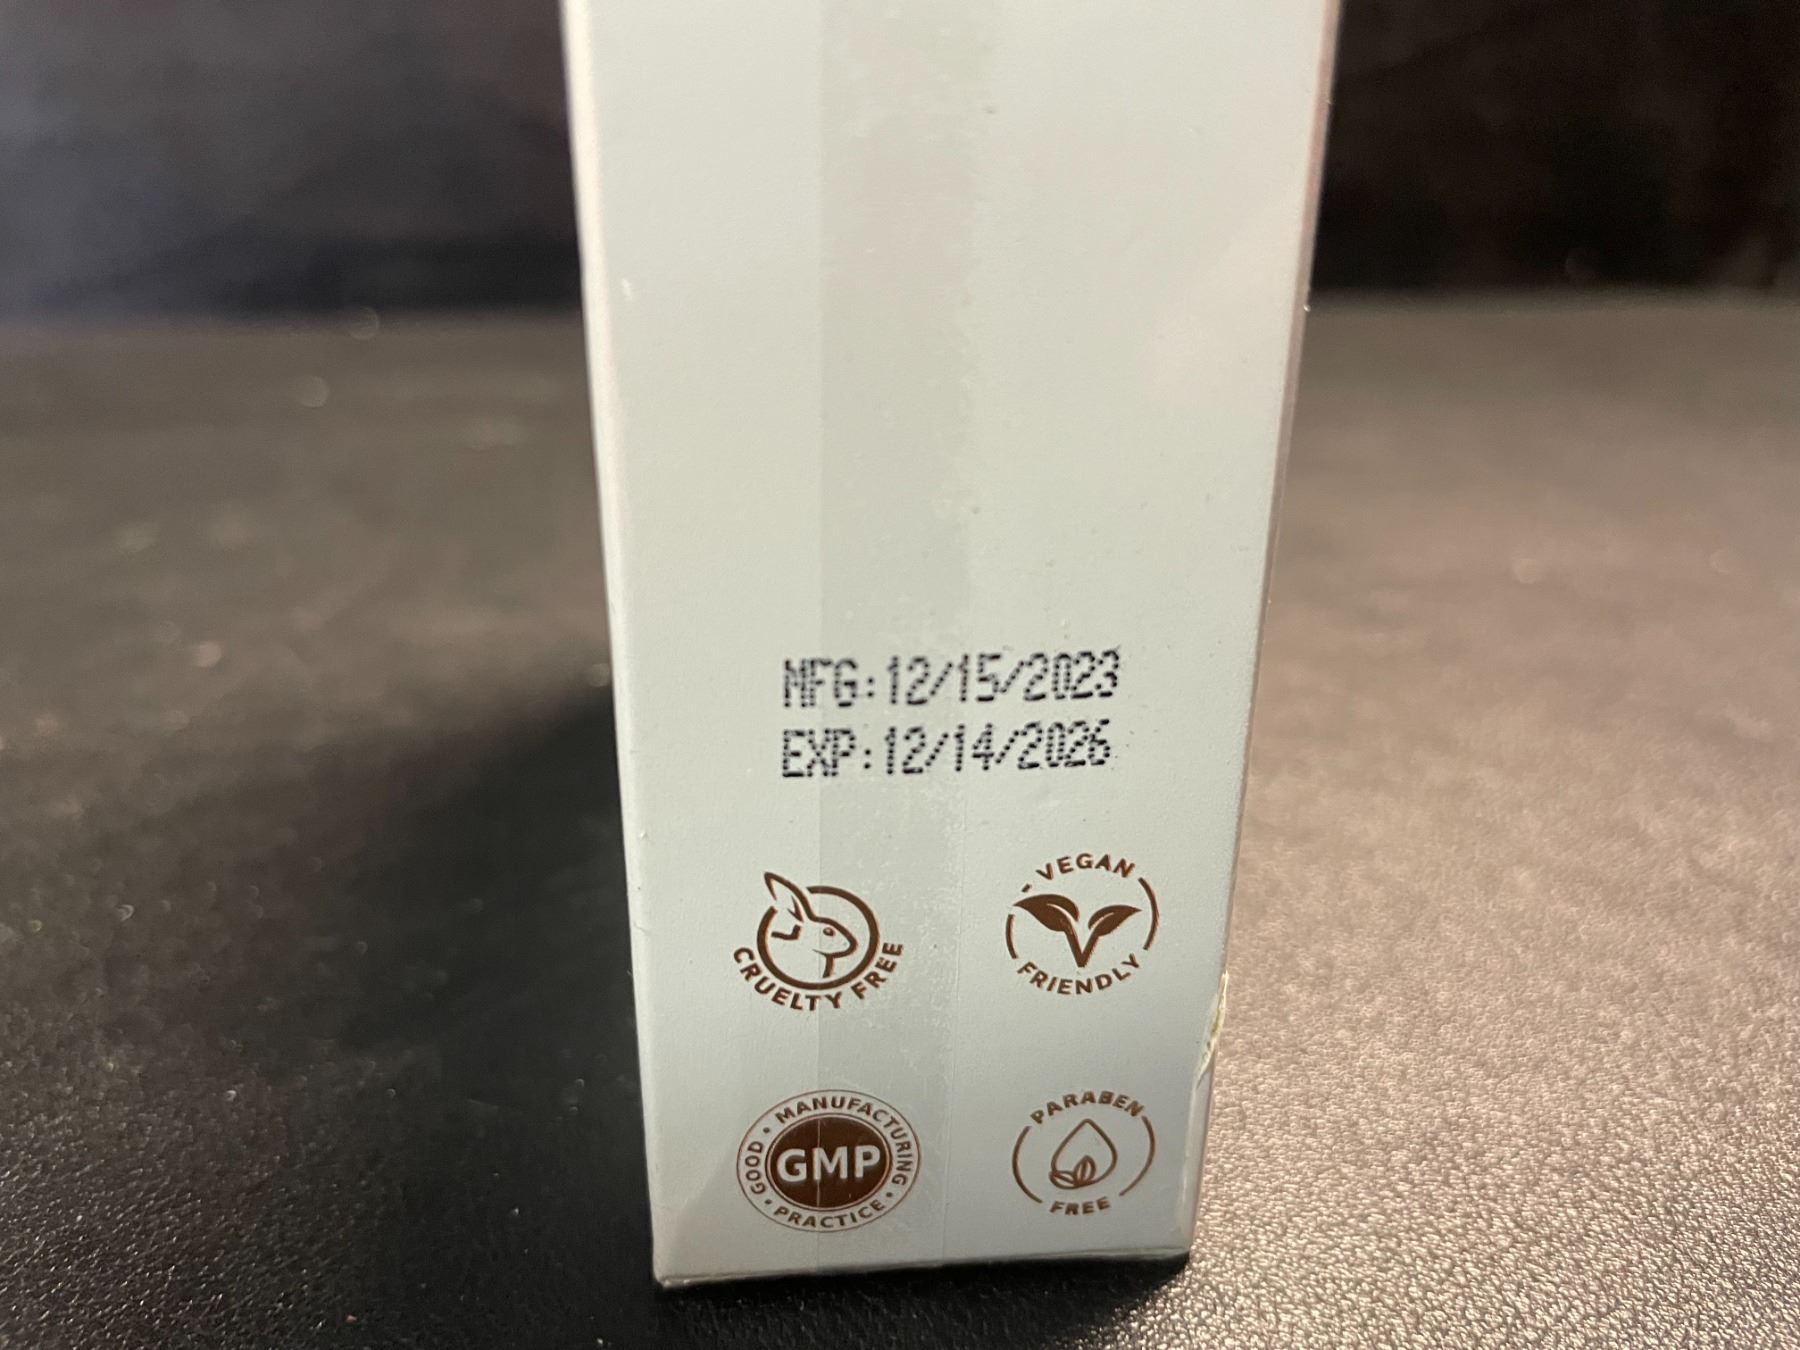 MFG:12/15/2023
EXP:12/14/2026
CRUELTY FREE
- VEGAN
FRIENDLY
GOOD • MANUFACTURING • PRACTICE •
GMP
PARABEN
FREE